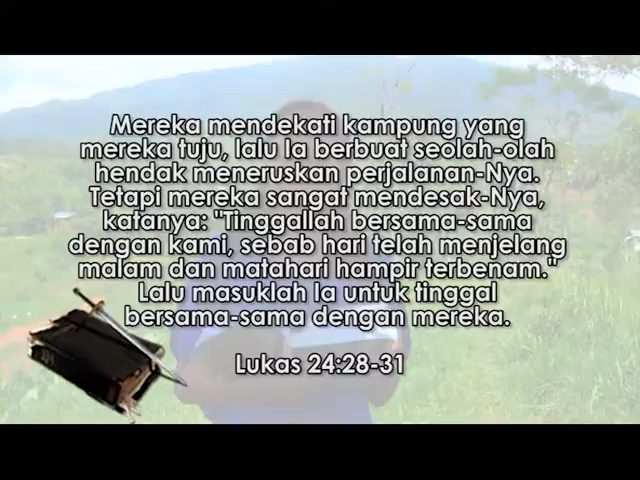 Mereka mendekati kampung yang
mereka tuju, lalu Ia berbuat seolah-olah
hendak meneruskan perjalanan-Nya.
Tetapi mereka sangat mendesak-Nya,
katanya: "Tinggallah bersama-sama
dengan kami, sebab hari telah menjelang
malam dan matahari hampir terbenam."
Lalu masuklah Ia untuk tinggal
bersama-sama dengan mereka.
Lukas 24:28-31